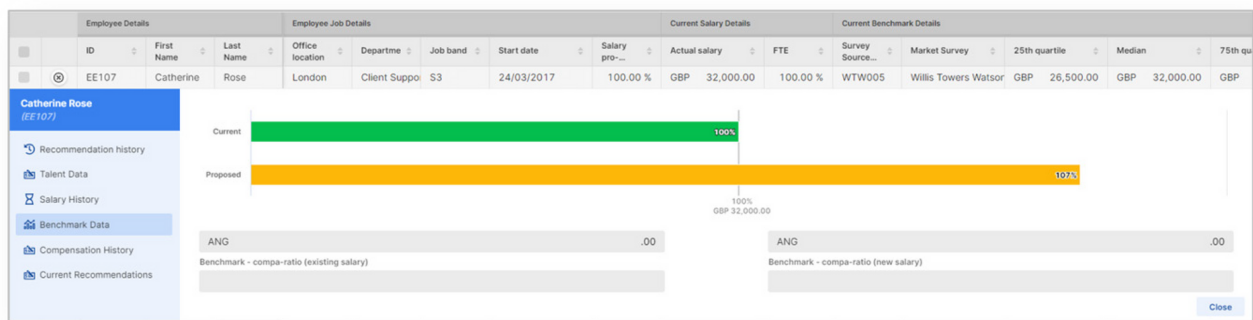 Employee Details Employee Job Details Current Salary Details Current Benchmark Details
ID First Name Last Name Office location Departme Job band Start date Salary pro-... Actual salary FTE Survey Source... Market Survey 25th quartile Median 75th qu
EE107 Catherine Rose London Client Suppo S3 24/03/2017 100.00 % GBP 32,000.00 100.00 % WTW005 Willis Towers Watson GBP 26,500.00 GBP 32,000.00 GBP
Catherine Rose
(EE107)
Recommendation history
Talent Data
Salary History
Benchmark Data
Compensation History
Current Recommendations
Current 100%
Proposed 107%
100%
GBP 32,000.00
ANG .00 ANG .00
Benchmark - compa-ratio (existing salary) Benchmark - compa-ratio (new salary)
Close